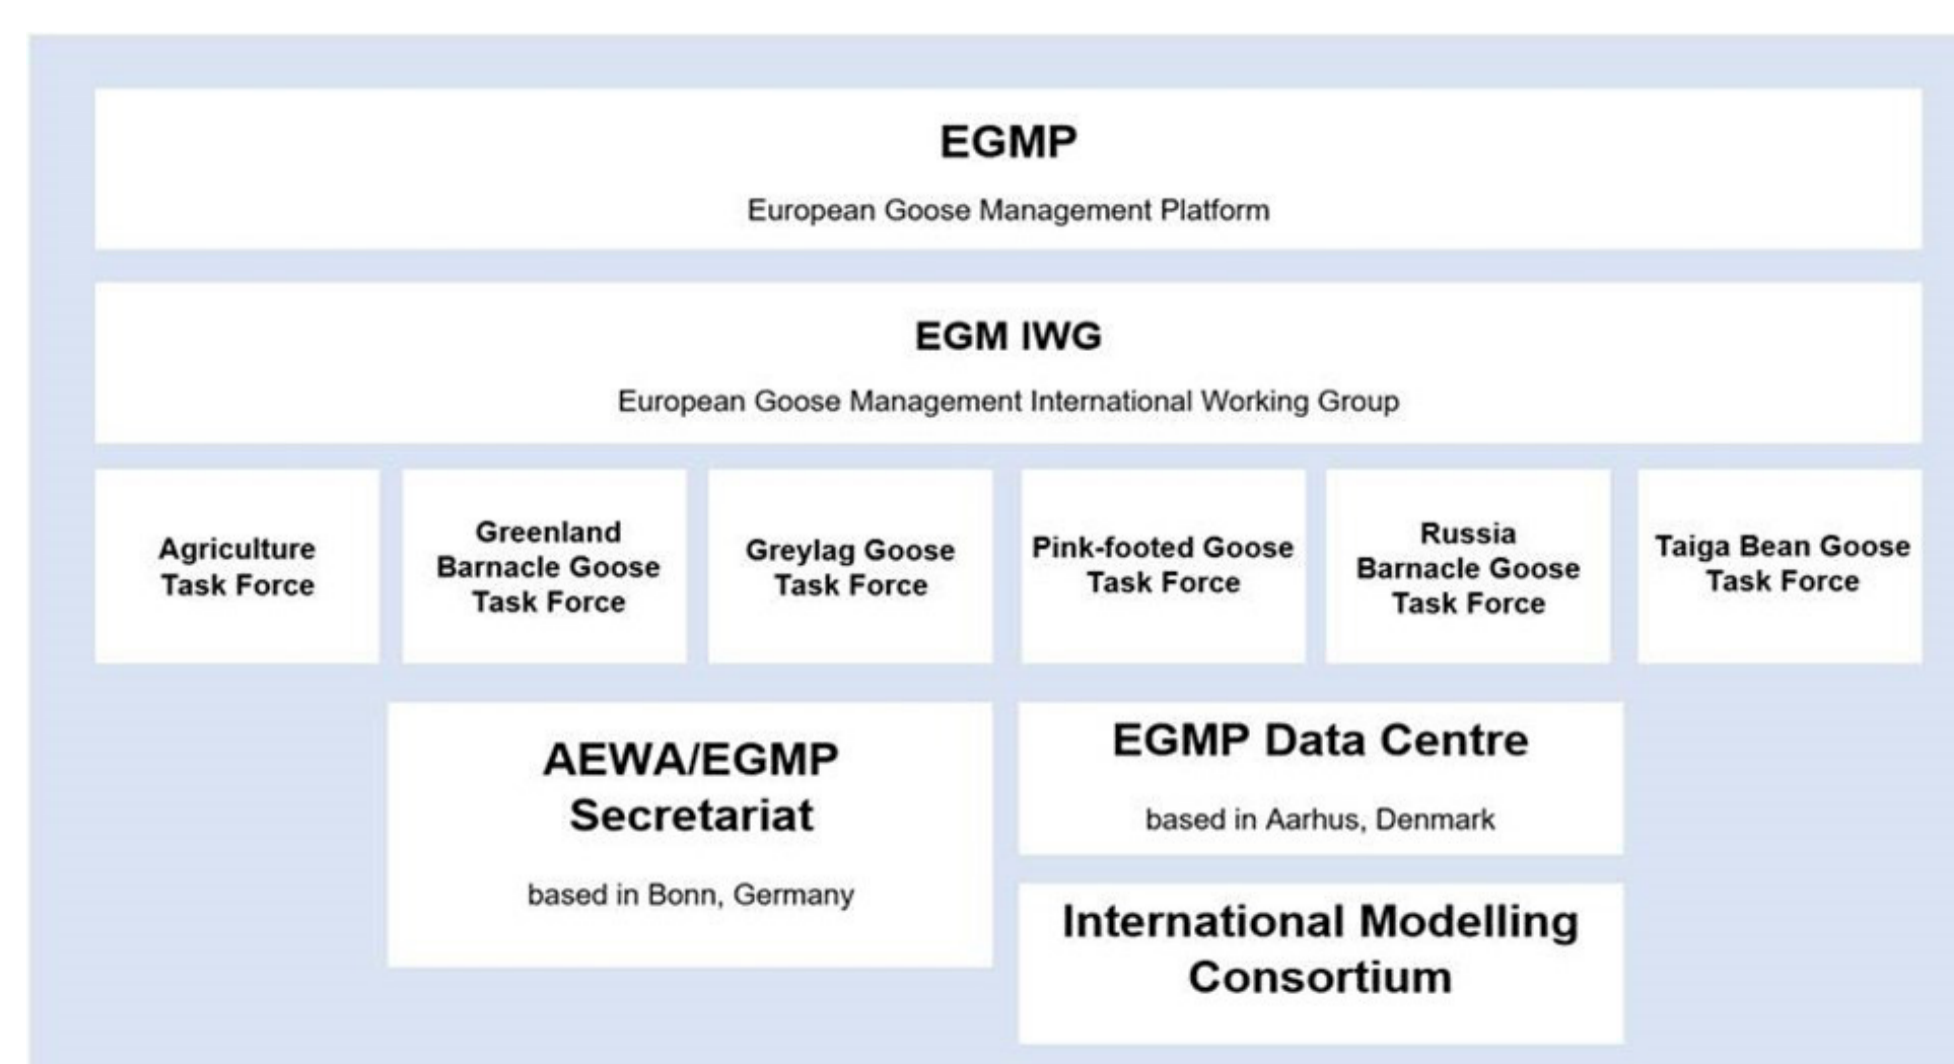 EGMP
European Goose Management Platform
EGM IWG
European Goose Management International Working Group
Agriculture
Task Force
Greenland
Barnacle Goose
Task Force
Greylag Goose
Task Force
Pink-footed Goose
Task Force
Russia
Barnacle Goose
Task Force
Taiga Bean Goose
Task Force
AEWA/EGMP
Secretariat
based in Bonn, Germany
EGMP Data Centre
based in Aarhus, Denmark
International Modelling
Consortium